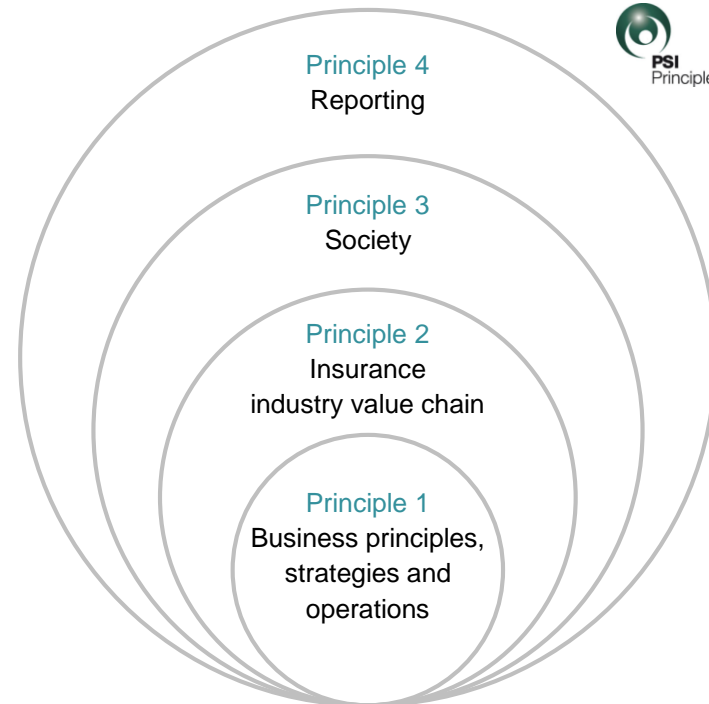 Principle 4
Reporting
PSI
Principle
Principle 3
Society
Principle 2
Insurance
industry value chain
Principle 1
Business principles,
strategies and
operations